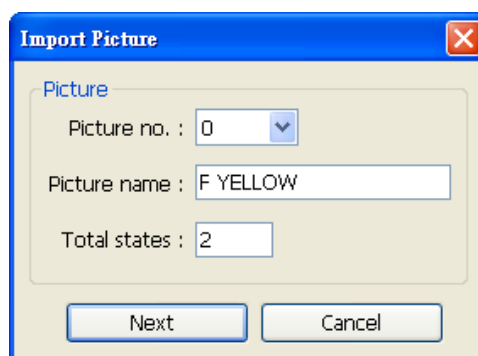 Import Picture
Picture
Picture no. : 0
Picture name : F YELLOW
Total states : 2
Next Cancel